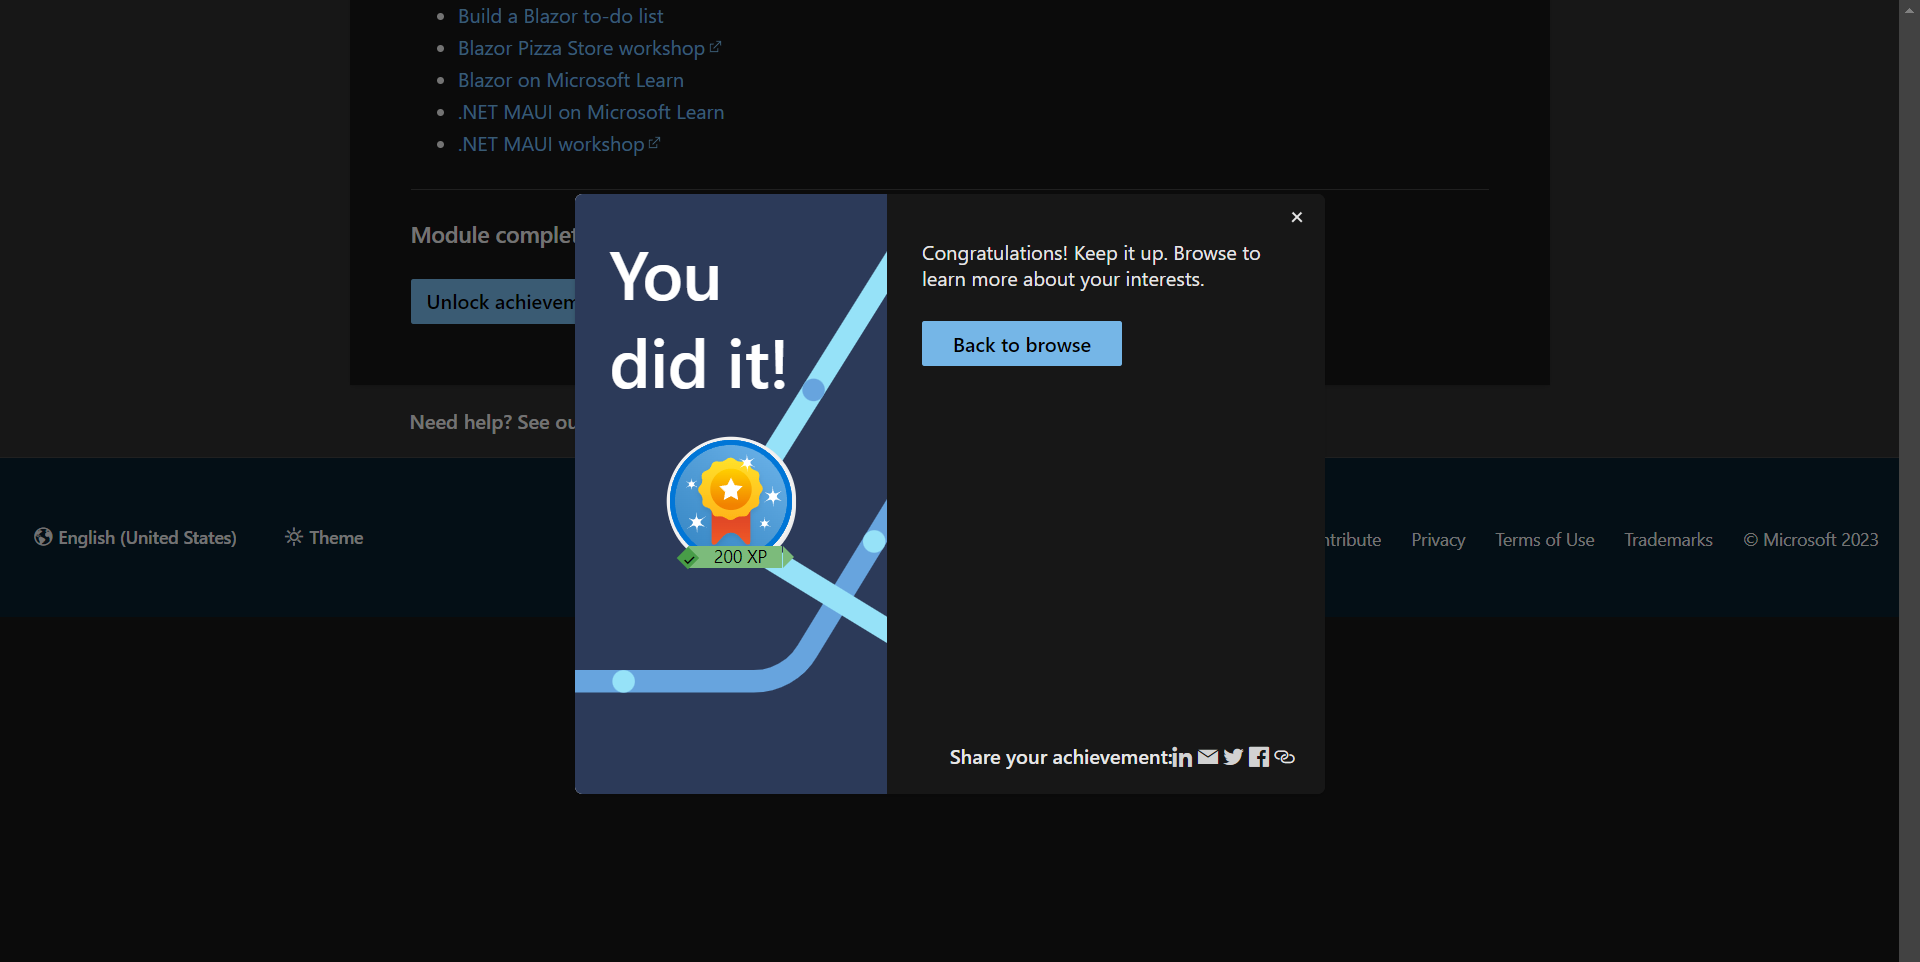 Build a Blazor to-do list
Blazor Pizza Store workshop
Blazor on Microsoft Learn
.NET MAUI on Microsoft Learn
.NET MAUI workshop
Module complet
Unlock achievem
Need help? See ou
You
did it!
200 XP
Congratulations! Keep it up. Browse to
learn more about your interests.
Back to browse
Share your achievement:
English (United States)
Theme
ntribute
Privacy
Terms of Use
Trademarks
© Microsoft 2023